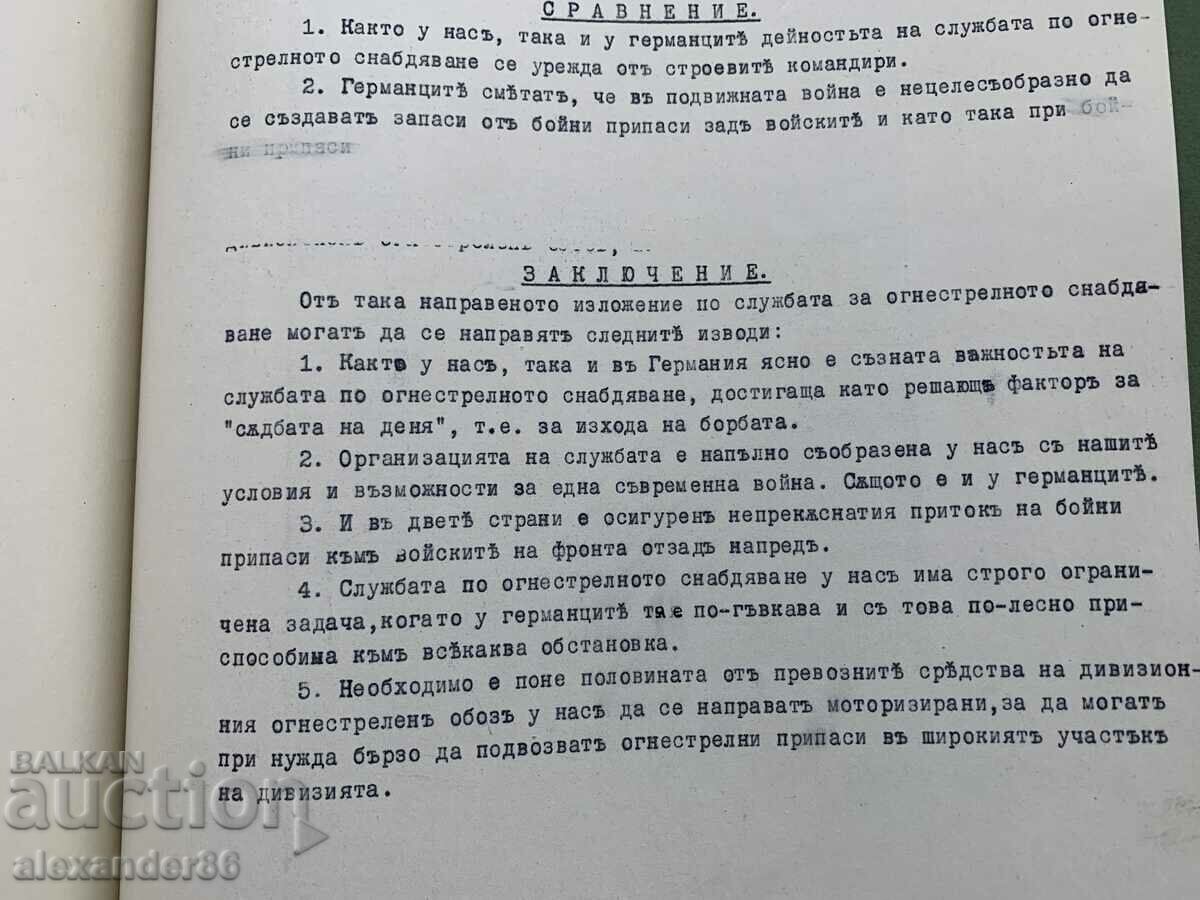 СРАВНЕНИЕ.
1. Както у насъ, така и у германцитѣ дейностьта на службата по огне-
стрелното снабдяване се урежда отъ строевитѣ командири.
2. Германцитѣ смѣтатъ, че въ подвижната война е нецелесъобразно да
се създаватъ запаси отъ бойни припаси задъ войскитѣ и като така при бой-
ни припаси
ЗАКЛЮЧЕНИЕ.
Отъ така направеното изложение по службата за огнестрелното снабдя-
ване могатъ да се направятъ следнитѣ изводи:
1. Както у насъ, така и въ Германия ясно е съзната важностьта на
службата по огнестрелното снабдяване, достигаща като решающъ факторъ за
"сѫдбата на деня", т.е. за изхода на борбата.
2. Организацията на службата е напълно съобразена у насъ съ нашитѣ
условия и възможности за една съвременна война. Сѫщото е и у германцитѣ.
3. И въ дветѣ страни е осигуренъ непрекѫснатия притокъ на бойни
припаси къмъ войскитѣ на фронта отзадъ напредъ.
4. Службата по огнестрелното снабдяване у насъ има строго ограни-
чена задача,когато у германцитѣ тя е по-гъвкава и съ това по-лесно при-
способима къмъ всѣкаква обстановка.
5. Необходимо е поне половината отъ превознитѣ срѣдства на дивизион-
ния огнестреленъ обозъ у насъ да се направатъ моторизирани,за да могатъ
при нужда бързо да подвозватъ огнестрелни припаси въ широкиятъ участъкъ
на дивизията.
BALKAN
auction
alexander86